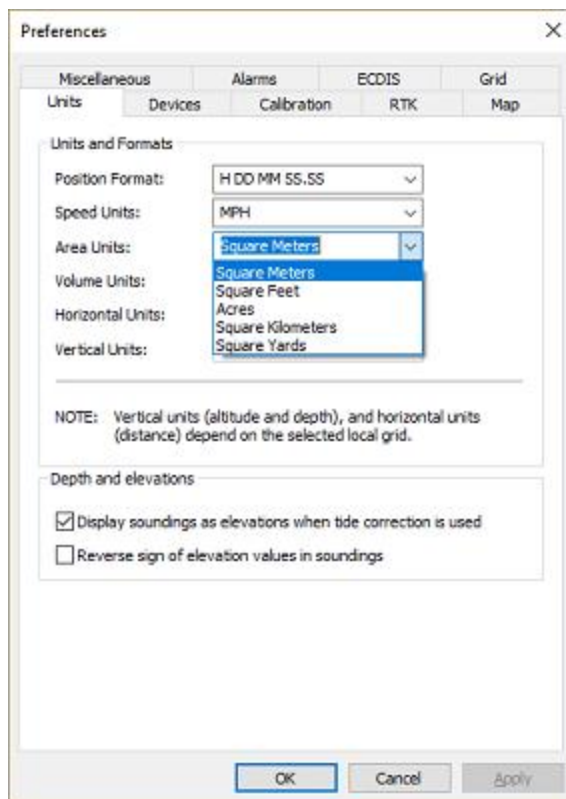 Preferences
Miscellaneous Alarms ECDIS Grid
Units Devices Calibration RTK Map
Units and Formats
Position Format: H DD MM SS.SS
Speed Units: MPH
Area Units: Square Meters
Square Meters
Volume Units:
Square Feet
Acres
Horizontal Units:
Square Kilometers
Vertical Units:
Square Yards
NOTE: Vertical units (altitude and depth), and horizontal units
(distance) depend on the selected local grid.
Depth and elevations
Display soundings as elevations when tide correction is used
Reverse sign of elevation values in soundings
OK Cancel Apply